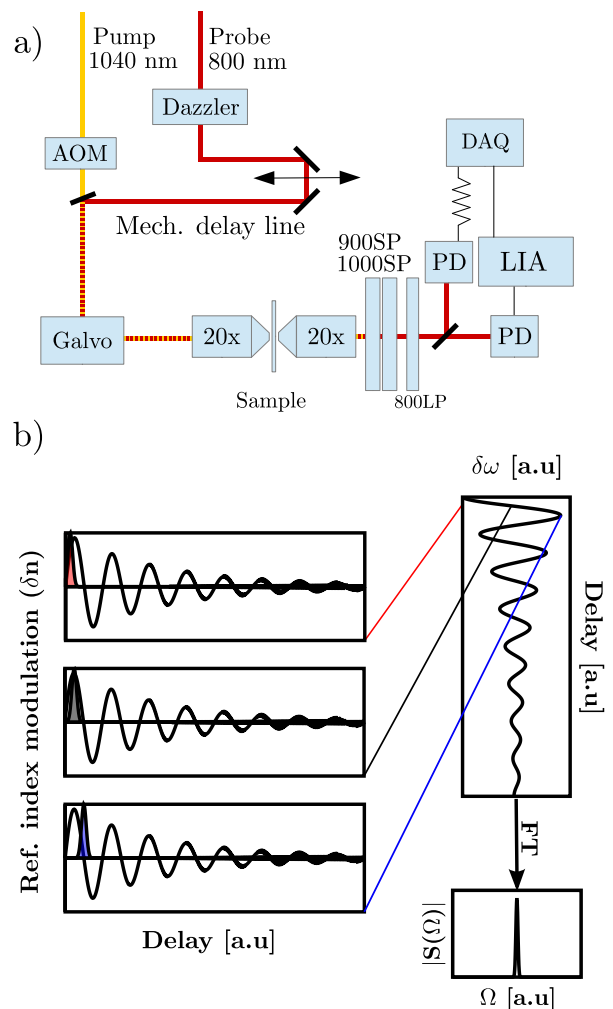 a)
Pump
1040 nm
Probe
800 nm
Dazzler
AOM
DAQ
Mech. delay line
900SP
1000SP
PD
LIA
Galvo
20x
20x
PD
Sample
800LP
b)
δω [a.u]
Ref. index modulation (δn)
Delay [a.u]
Delay [a.u]
FT
|S(Ω)|
Ω [a.u]